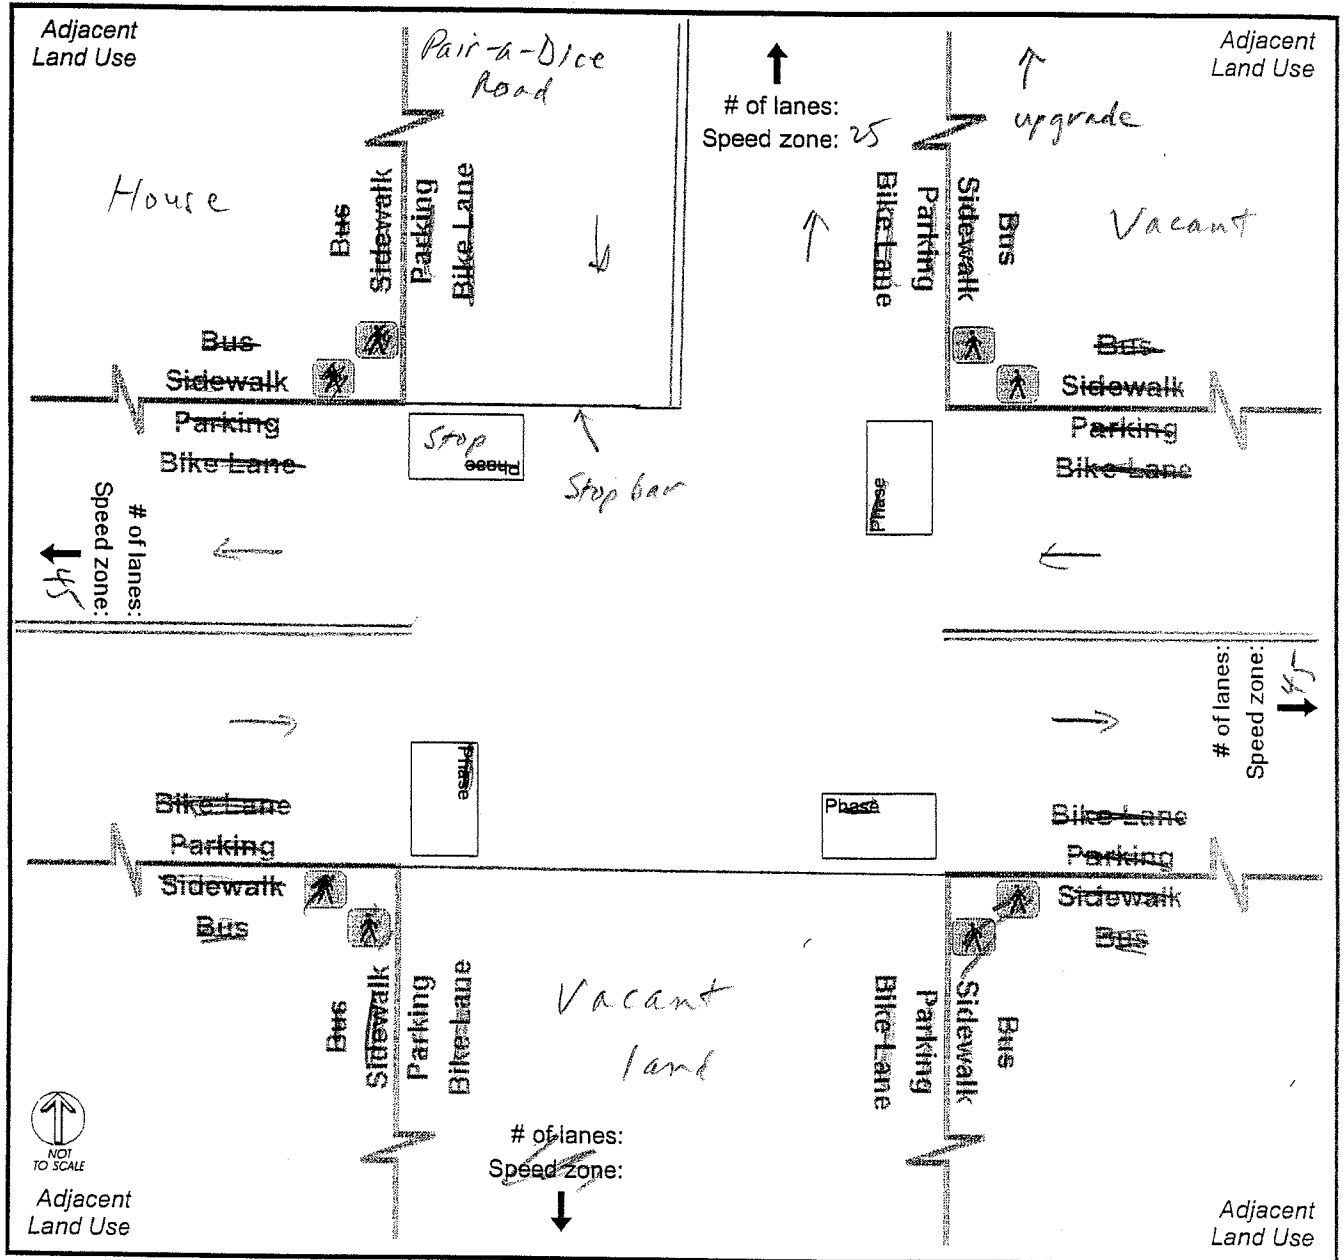 Adjacent
Land Use
Pair-a-Dice
Road
# of lanes:
Speed zone: 25
upgrade
Adjacent
Land Use
House
Bus
Sidewalk
Parking
Bike Lane
Bike Lane
Parking
Sidewalk
Bus
Vacant
Bus
Sidewalk
Parking
Bike Lane
Stop
Phase
Stop bar
Phase
Bus
Sidewalk
Parking
Bike Lane
# of lanes:
Speed zone: 45
# of lanes:
Speed zone: 45
Bike Lane
Parking
Sidewalk
Bus
Phase
Phase
Bike Lane
Parking
Sidewalk
Bus
Bus
Sidewalk
Parking
Bike Lane
Vacant
land
Bike Lane
Parking
Sidewalk
Bus
# of lanes:
Speed zone:
NOT
TO SCALE
Adjacent
Land Use
Adjacent
Land Use